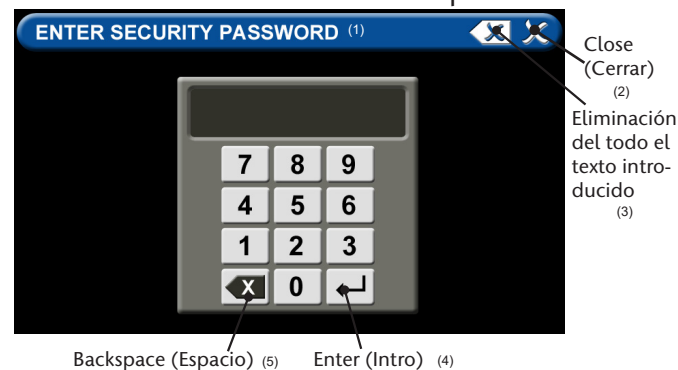 ENTER SECURITY PASSWORD (1)
X X
Close
(Cerrar)
(2)
Eliminación
del todo el
texto intro-
ducido
(3)
7 8 9
4 5 6
1 2 3
X 0
Backspace (Espacio) (5) Enter (Intro) (4)